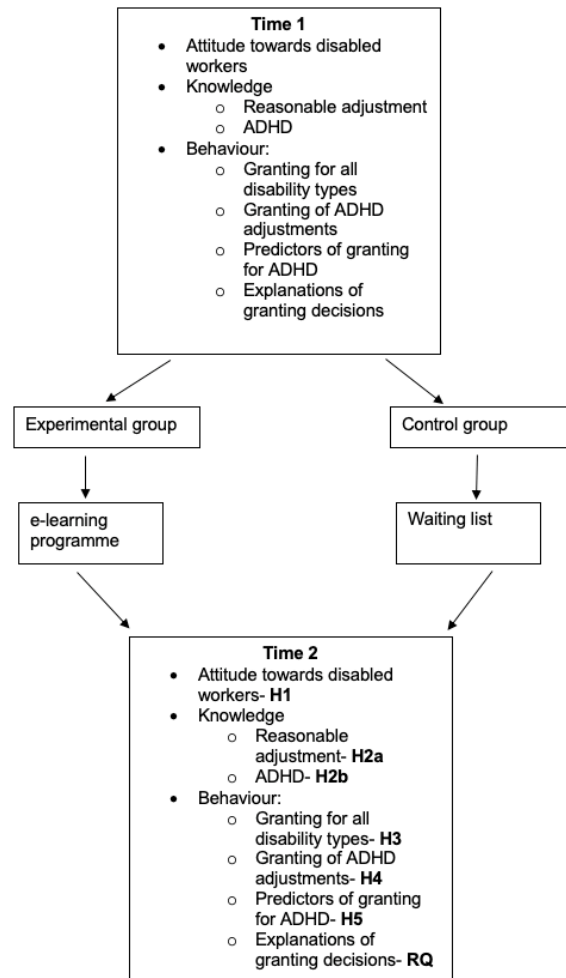 Time 1
• Attitude towards disabled
workers
• Knowledge
o Reasonable adjustment
o ADHD
• Behaviour:
o Granting for all
disability types
o Granting of ADHD
adjustments
o Predictors of granting
for ADHD
o Explanations of
granting decisions
Experimental group
Control group
e-learning
programme
Waiting list
Time 2
• Attitude towards disabled
workers- H1
• Knowledge
o Reasonable
adjustment- H2a
o ADHD- H2b
• Behaviour:
o Granting for all
disability types- H3
o Granting of ADHD
adjustments- H4
o Predictors of granting
for ADHD- H5
o Explanations of
granting decisions- RQ